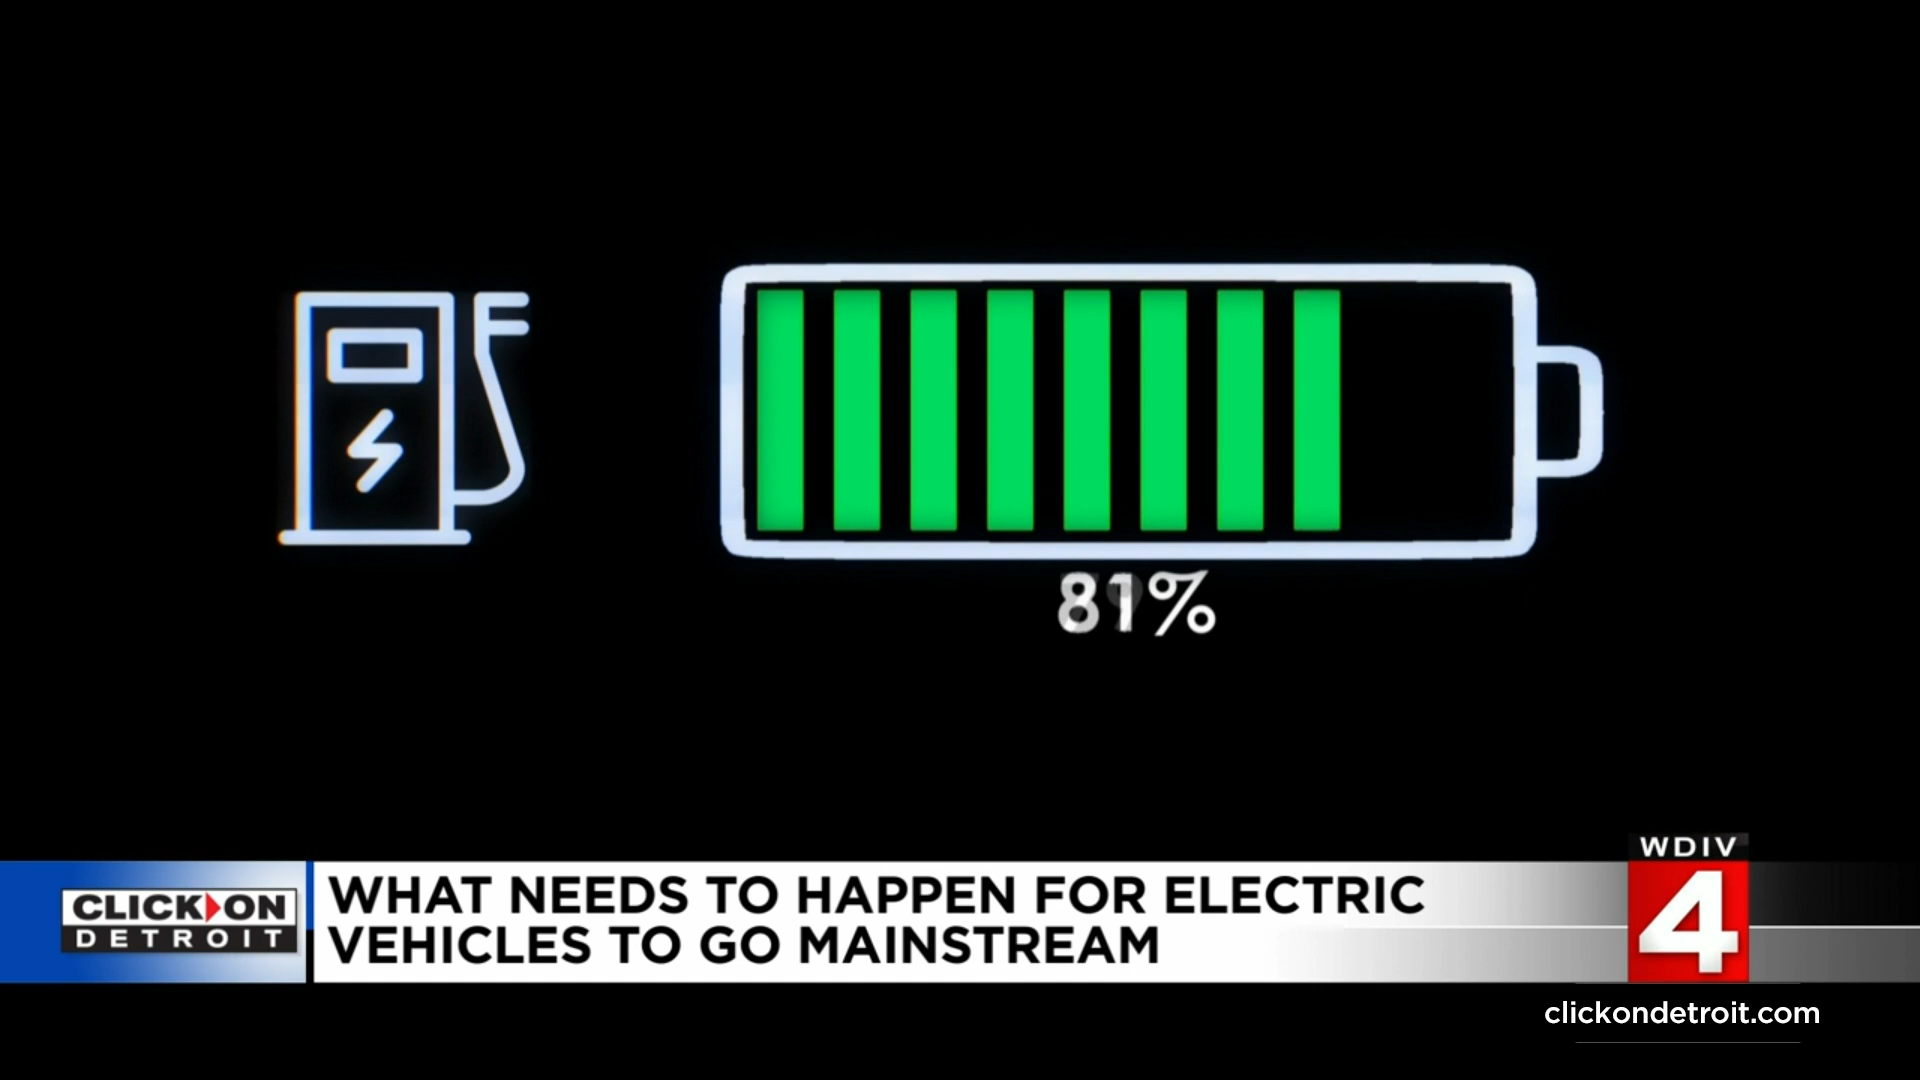 81%
WDIV
4
CLICK ON
DETROIT
WHAT NEEDS TO HAPPEN FOR ELECTRIC
VEHICLES TO GO MAINSTREAM
clickondetroit.com